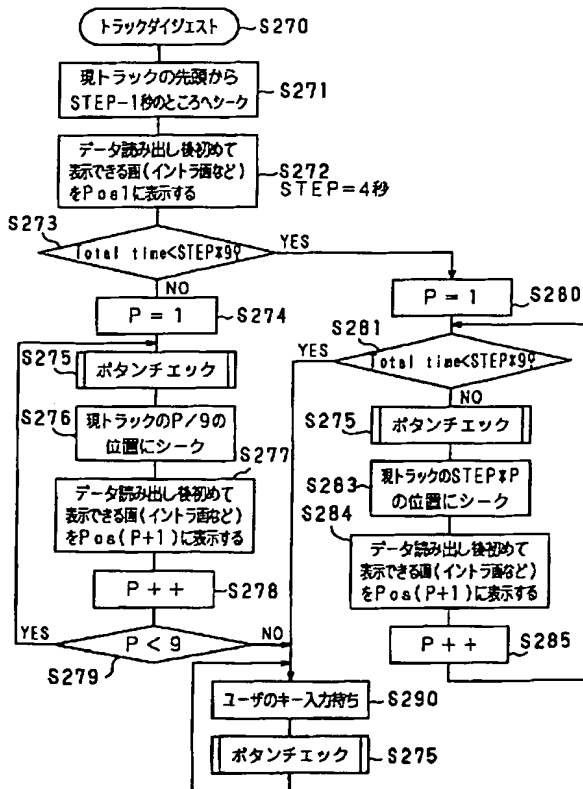 トラックダイジェスト
S270
現トラックの先頭から
STEP-1秒のところへシーク
S271
データ読み出し後初めて
表示できる画(イントラ画など)
をPos1に表示する
S272
STEP=4秒
S273
Total time<STEP*9?
YES
NO
P = 1
S274
S275
ボタンチェック
S276
現トラックのP/9の
位置にシーク
S277
データ読み出し後初めて
表示できる画(イントラ画など)
をPos(P+1)に表示する
P++
S278
YES
P < 9
NO
S279
P = 1
S280
S281
YES
Total time<STEP*9?
NO
S275
ボタンチェック
S283
現トラックのSTEP*P
の位置にシーク
S284
データ読み出し後初めて
表示できる画(イントラ画など)
をPos(P+1)に表示する
P++
S285
ユーザのキー入力待ち
S290
ボタンチェック
S275